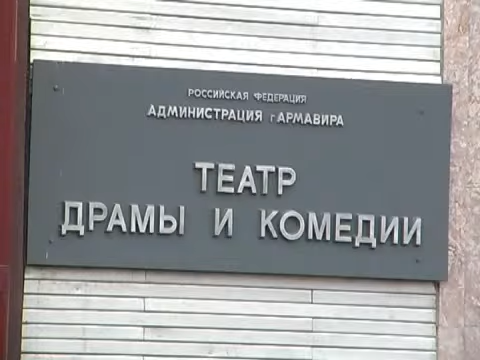 РОССИЙСКАЯ ФЕДЕРАЦИЯ
АДМИНИСТРАЦИЯ г АРМАВИРА
ТЕАТР
ДРАМЫ И КОМЕДИИ